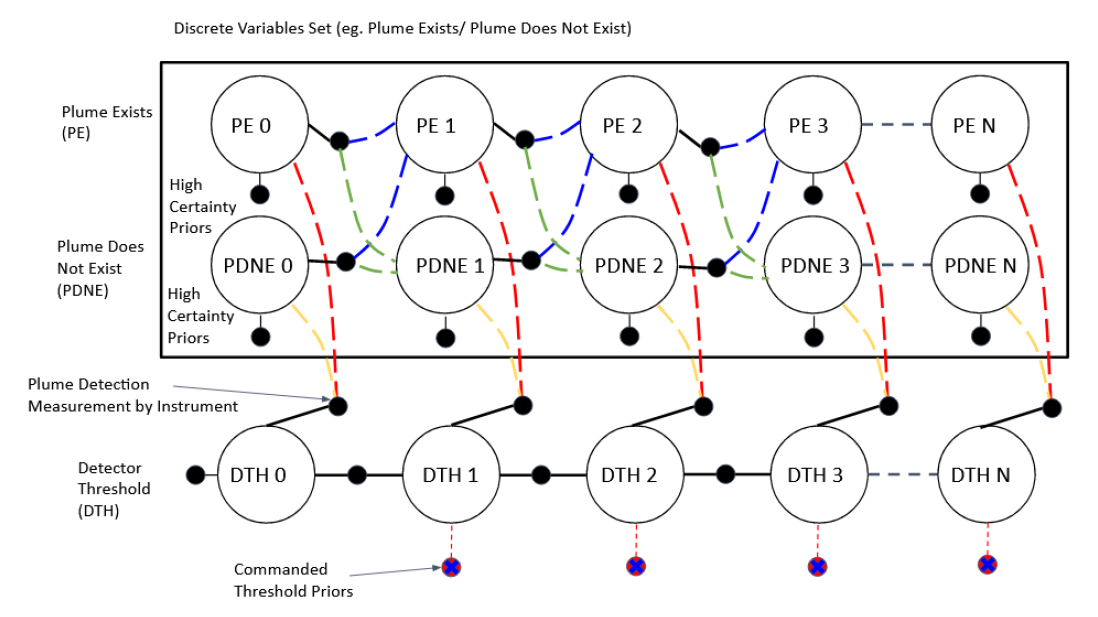 Discrete Variables Set (eg. Plume Exists/ Plume Does Not Exist)
Plume Exists
(PE)
PE 0
PE 1
PE 2
PE 3
PE N
High
Certainty
Priors
Plume Does
Not Exist
(PDNE)
PDNE 0
PDNE 1
PDNE 2
PDNE 3
PDNE N
High
Certainty
Priors
Plume Detection
Measurement by Instrument
Detector
Threshold
(DTH)
DTH 0
DTH 1
DTH 2
DTH 3
DTH N
Commanded
Threshold Priors